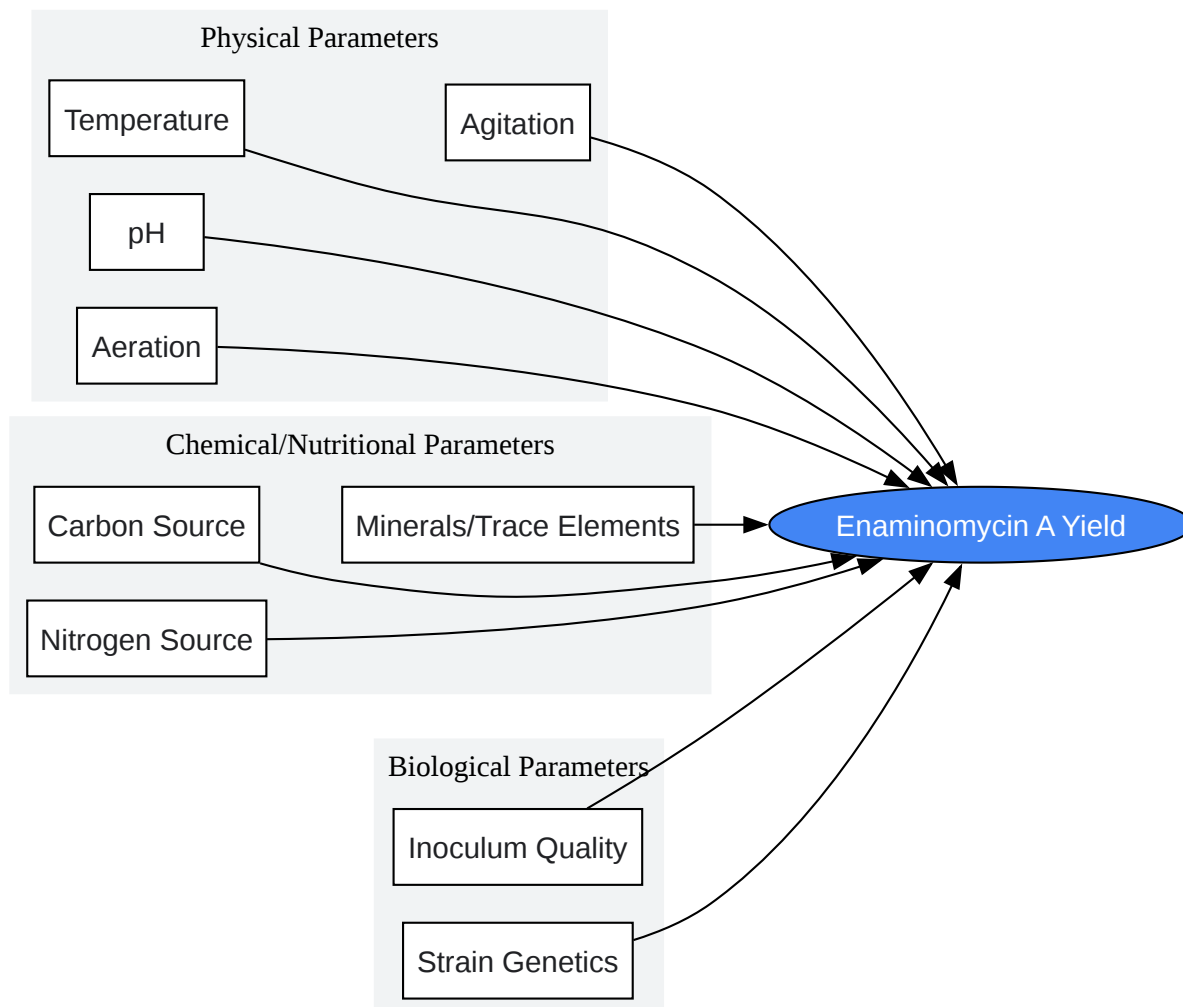 Physical Parameters
Temperature
Agitation
pH
Aeration
Chemical/Nutritional Parameters
Carbon Source
Minerals/Trace Elements
Enaminomycin A Yield
Nitrogen Source
Biological Parameters
Inoculum Quality
Strain Genetics